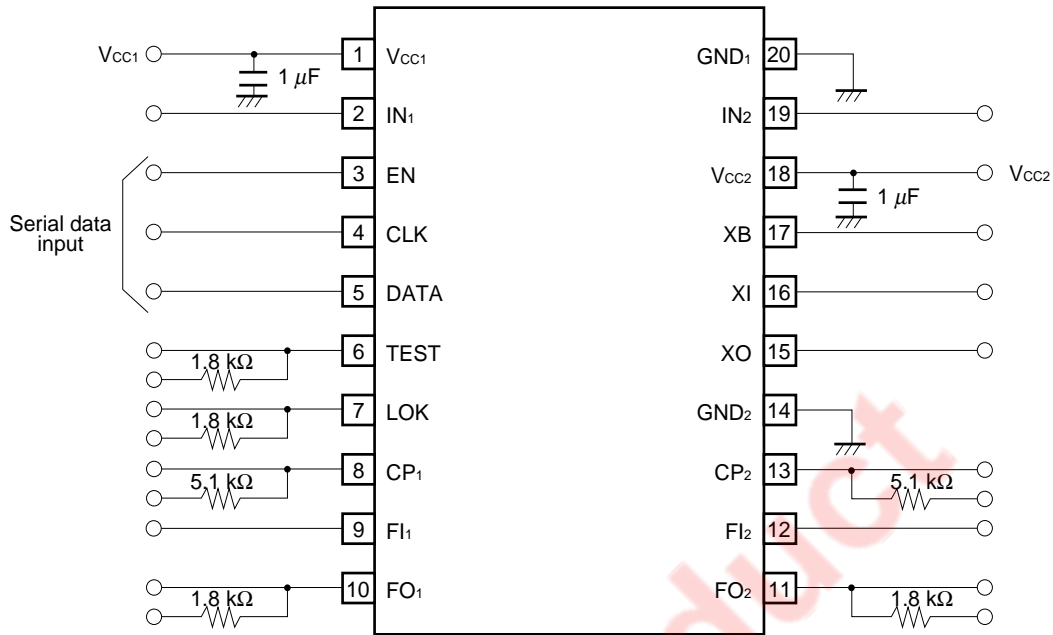 VCC1
1 μF
1 VCC1
2 IN1
Serial data
input
3 EN
4 CLK
5 DATA
1.8 kΩ
6 TEST
1.8 kΩ
7 LOK
5.1 kΩ
8 CP1
9 FI1
1.8 kΩ
10 FO1
GND1 20
IN2 19
VCC2 18
VCC2
1 μF
XB 17
XI 16
XO 15
GND2 14
CP2 13
5.1 kΩ
FI2 12
FO2 11
1.8 kΩ
duct